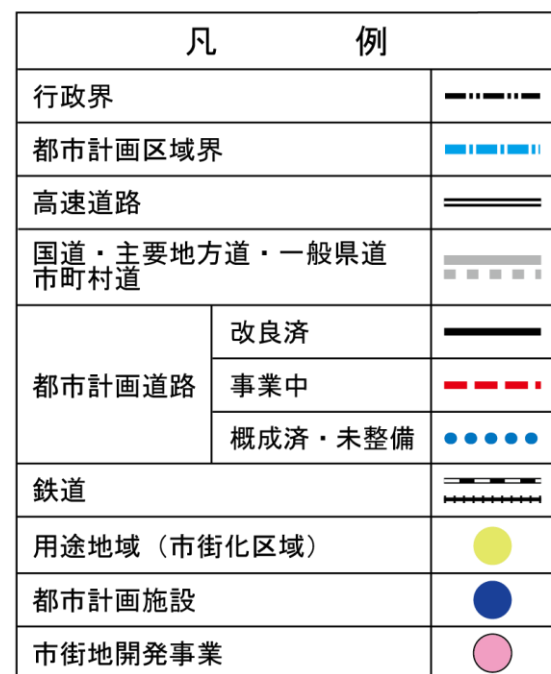 凡 例
行政界
都市計画区域界
高速道路
国道・主要地方道・一般県道
市町村道
都市計画道路
改良済
事業中
概成済・未整備
鉄道
用途地域（市街化区域）
都市計画施設
市街地開発事業